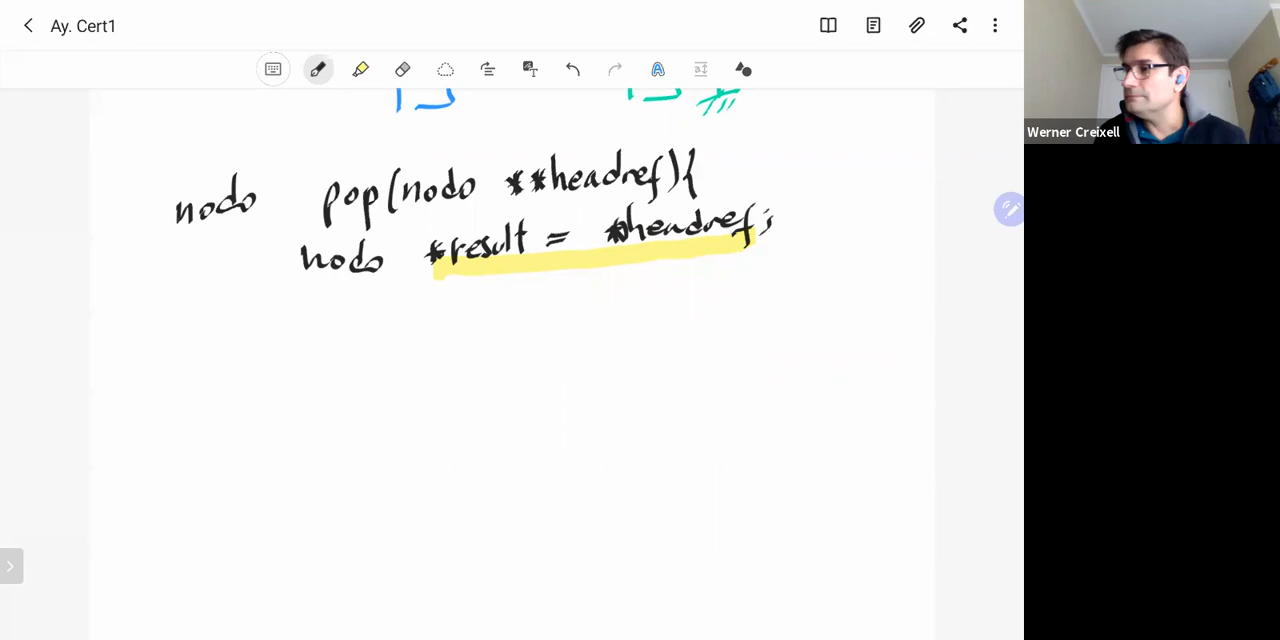 Ay. Cert1
Werner Creixell
nodo pop(nodo **headref){
nodo *result = *headref;